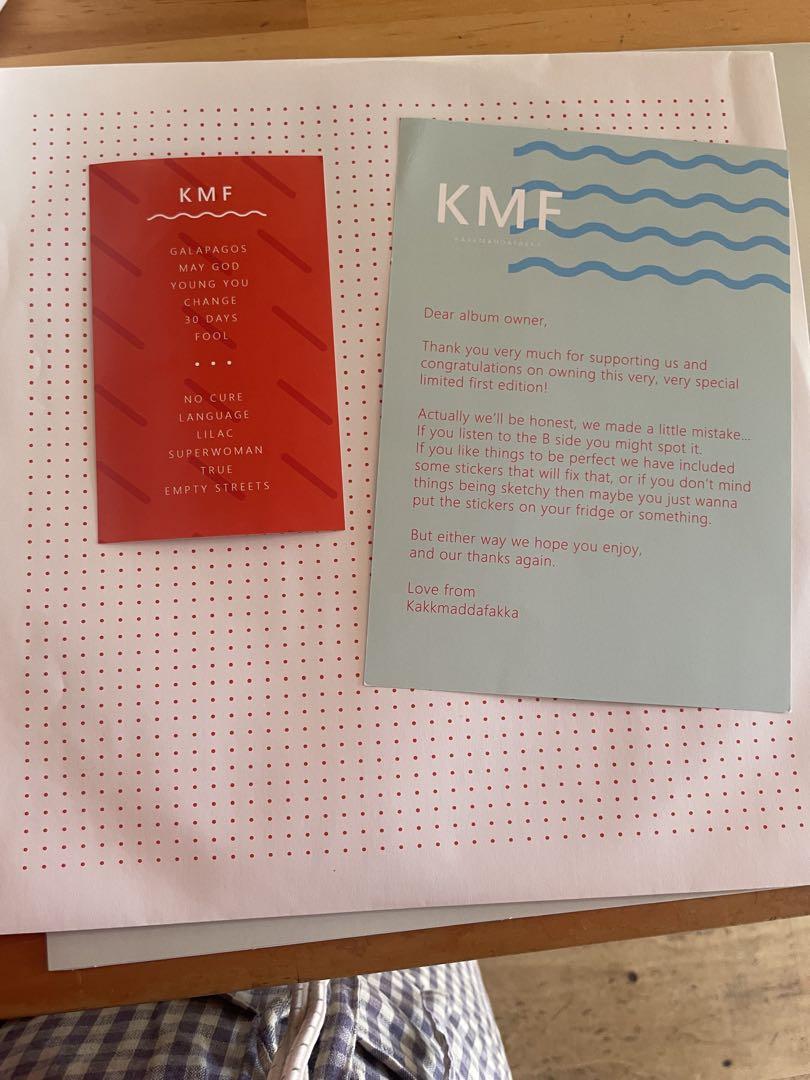 KMF
GALAPAGOS
MAY GOD
YOUNG YOU
CHANGE
30 DAYS
FOOL
• • •
NO CURE
LANGUAGE
LILAC
SUPERWOMAN
TRUE
EMPTY STREETS
KMF
KAKKMADDAFAKKA
Dear album owner,
Thank you very much for supporting us and
congratulations on owning this very, very special
limited first edition!
Actually we'll be honest, we made a little mistake...
If you listen to the B side you might spot it.
If you like things to be perfect we have included
some stickers that will fix that, or if you don't mind
things being sketchy then maybe you just wanna
put the stickers on your fridge or something.
But either way we hope you enjoy,
and our thanks again.
Love from
Kakkmaddafakka